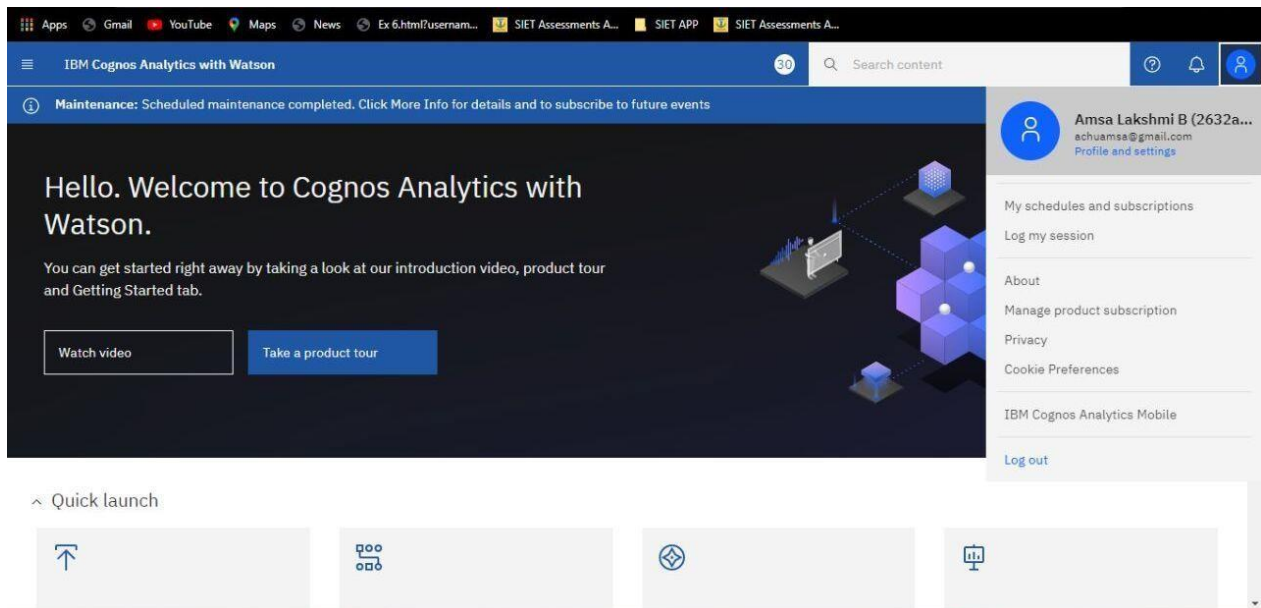 Apps Gmail YouTube Maps News Ex 6.html?usernam... SIET Assessments A... SIET APP SIET Assessments A...
IBM Cognos Analytics with Watson 30 Search content
Maintenance: Scheduled maintenance completed. Click More Info for details and to subscribe to future events
Amsa Lakshmi B (2632a...
achuamsa@gmail.com
Profile and settings
Hello. Welcome to Cognos Analytics with
Watson.
You can get started right away by taking a look at our introduction video, product tour
and Getting Started tab.
Watch video Take a product tour
My schedules and subscriptions
Log my session
About
Manage product subscription
Privacy
Cookie Preferences
IBM Cognos Analytics Mobile
Log out
Quick launch